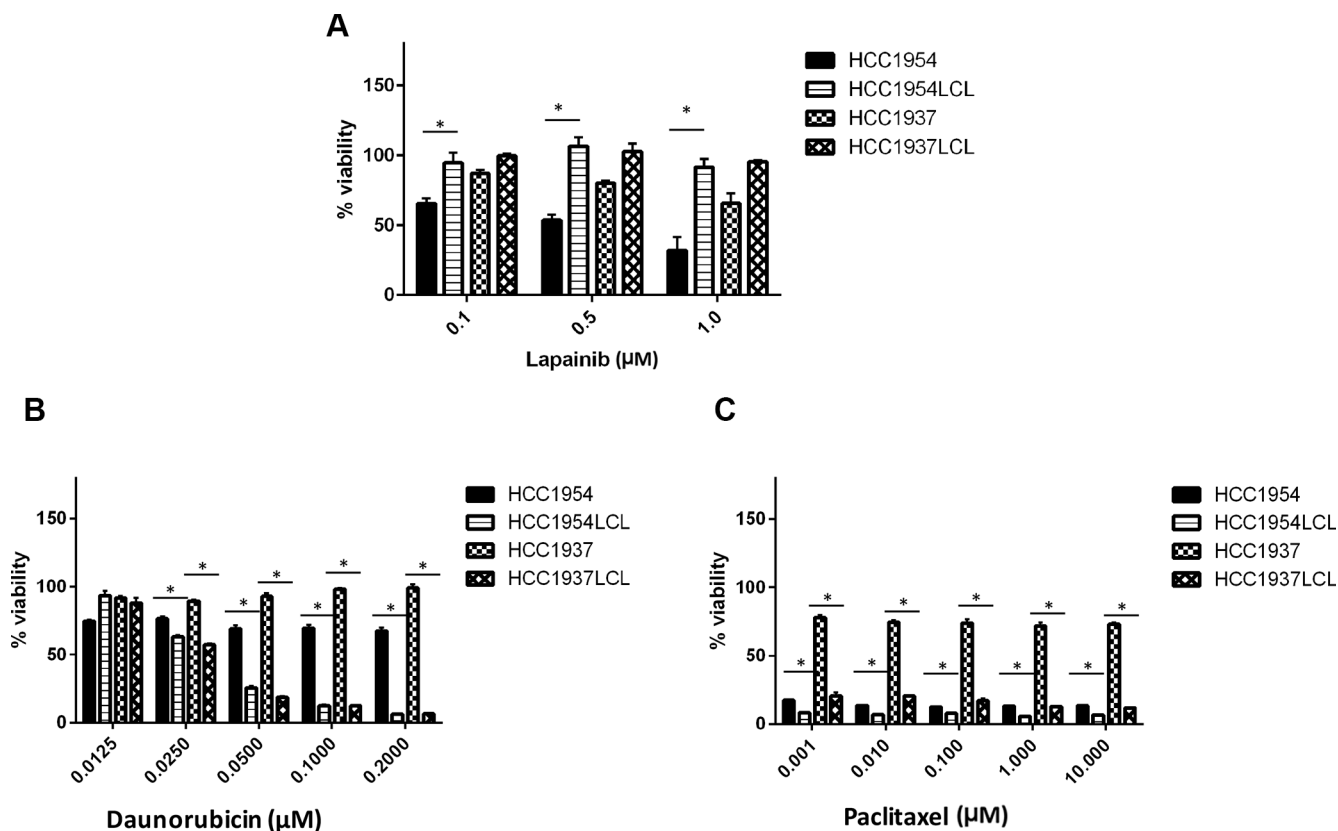 A
% viability
150
100
50
0
* * *
0.1 0.5 1.0
Lapainib (µM)
HCC1954
HCC1954LCL
HCC1937
HCC1937LCL
B
% viability
150
100
50
0
* * * * * * * *
0.0125 0.0250 0.0500 0.1000 0.2000
Daunorubicin (µM)
HCC1954
HCC1954LCL
HCC1937
HCC1937LCL
C
% viability
150
100
50
0
* * * * * * * * * *
0.001 0.010 0.100 1.000 10.000
Paclitaxel (µM)
HCC1954
HCC1954LCL
HCC1937
HCC1937LCL